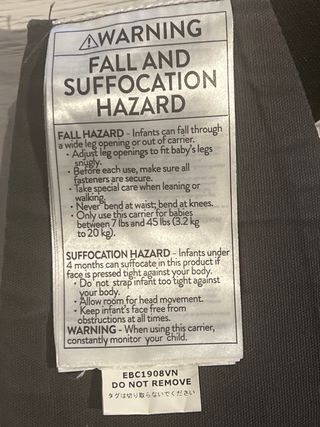 ⚠WARNING
FALL AND
SUFFOCATION
HAZARD
FALL HAZARD - Infants can fall through
a wide leg opening or out of carrier.
• Adjust leg openings to fit baby's legs
snugly.
• Before each use, make sure all
fasteners are secure.
• Take special care when leaning or
walking.
• Never bend at waist; bend at knees.
• Only use this carrier for babies
between 7 lbs and 45 lbs (3.2 kg
to 20 kg).
SUFFOCATION HAZARD - Infants under
4 months can suffocate in this product if
face is pressed tight against your body.
• Do not strap infant too tight against
your body.
• Allow room for head movement.
• Keep infant's face free from
obstructions at all times.
WARNING - When using this carrier,
constantly monitor your child.
EBC1908VN
DO NOT REMOVE
タグは切り取らないでください